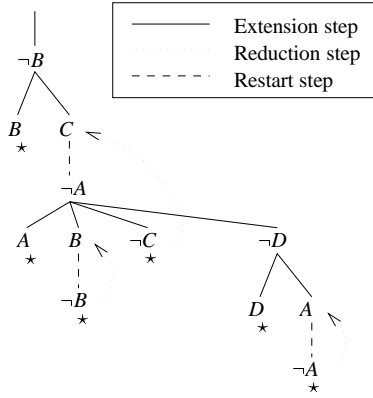 Extension step
Reduction step
Restart step
¬B
B C
⋆
¬A
A B ¬C ¬D
⋆ ⋆
¬B D A
⋆ ⋆
¬A
⋆